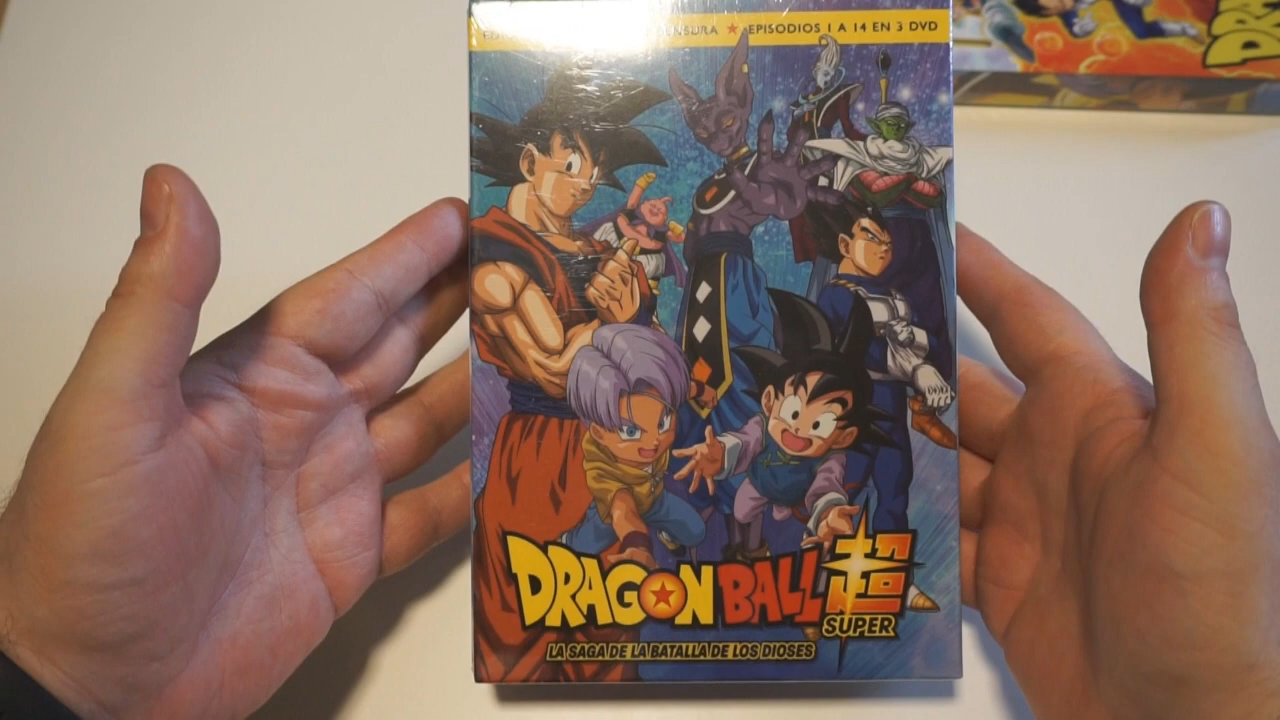 CENSURA ★ EPISODIOS 1 A 14 EN 3 DVD
DRAGON BALL 超
SUPER
LA SAGA DE LA BATALLA DE LOS DIOSES
DRA